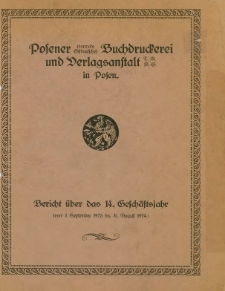 Posener Buchdruckerei
und Verlagsanstalt
in Posen.
Bericht über das 14. Geschäftsjahr
(vom 1. September 1913 bis 31. August 1914.)